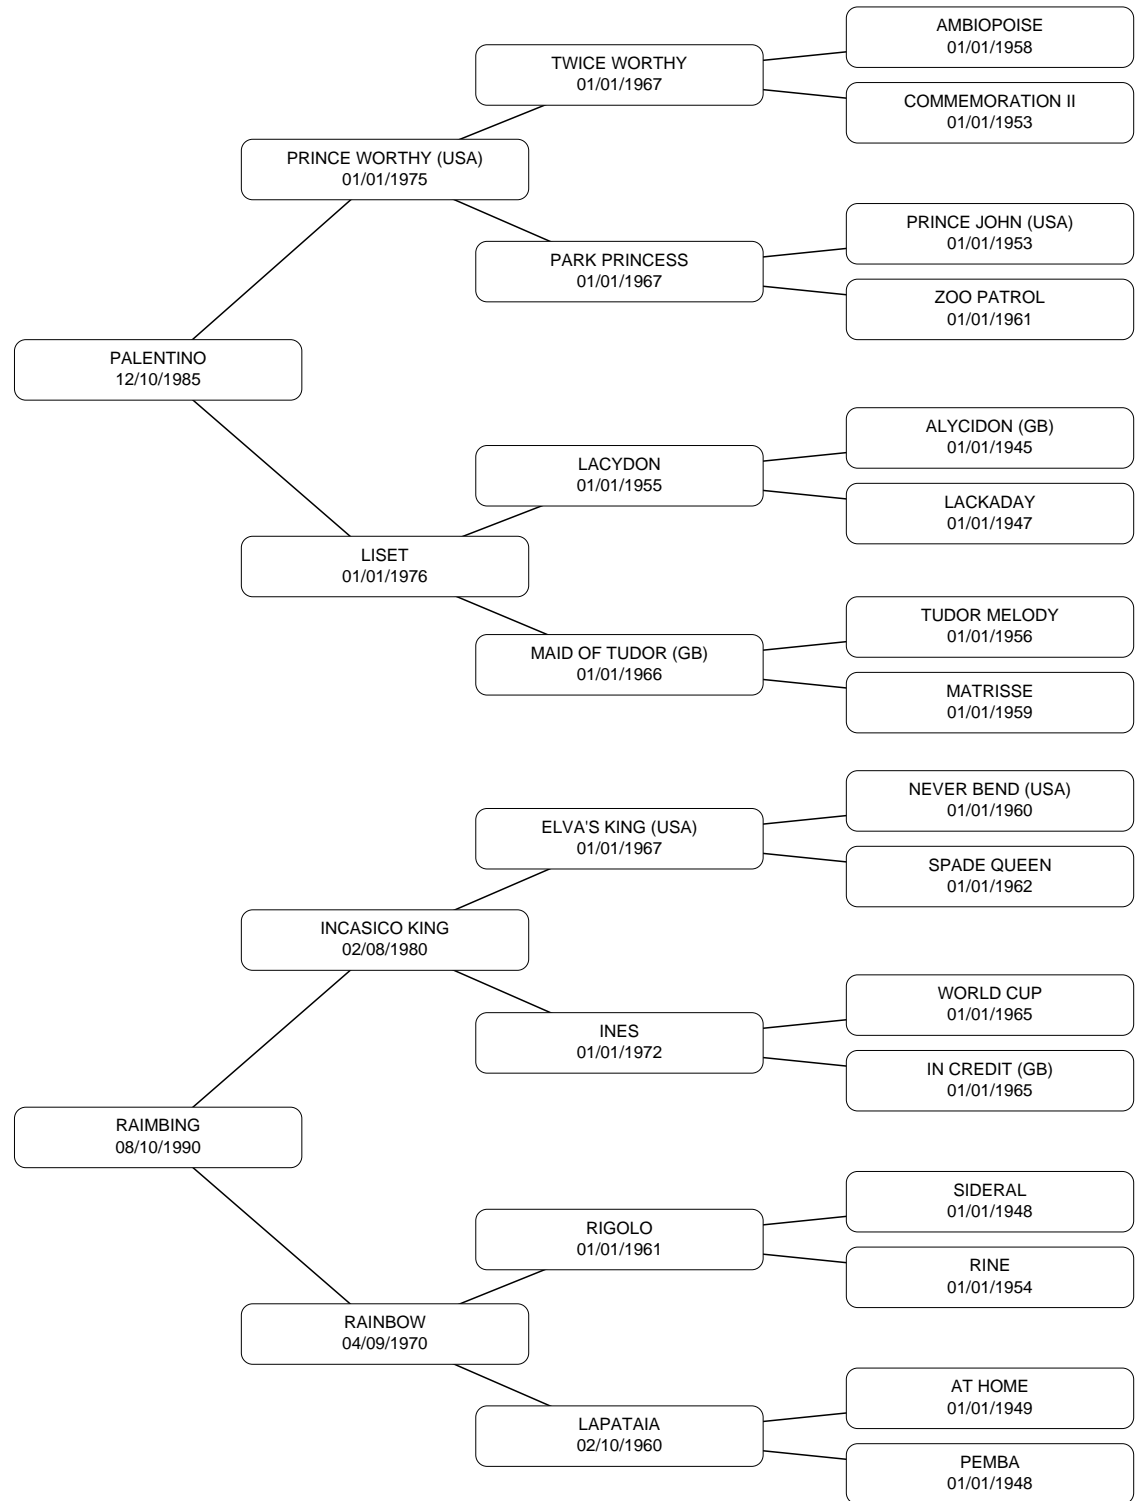 AMBIOPOISE
01/01/1958
TWICE WORTHY
01/01/1967
COMMEMORATION II
01/01/1953
PRINCE WORTHY (USA)
01/01/1975
PRINCE JOHN (USA)
01/01/1953
PARK PRINCESS
01/01/1967
ZOO PATROL
01/01/1961
PALENTINO
12/10/1985
ALYCIDON (GB)
01/01/1945
LACYDON
01/01/1955
LACKADAY
01/01/1947
LISET
01/01/1976
TUDOR MELODY
01/01/1956
MAID OF TUDOR (GB)
01/01/1966
MATRISSE
01/01/1959
NEVER BEND (USA)
01/01/1960
ELVA'S KING (USA)
01/01/1967
SPADE QUEEN
01/01/1962
INCASICO KING
02/08/1980
WORLD CUP
01/01/1965
INES
01/01/1972
IN CREDIT (GB)
01/01/1965
RAIMBING
08/10/1990
SIDERAL
01/01/1948
RIGOLO
01/01/1961
RINE
01/01/1954
RAINBOW
04/09/1970
AT HOME
01/01/1949
LAPATAIA
02/10/1960
PEMBA
01/01/1948